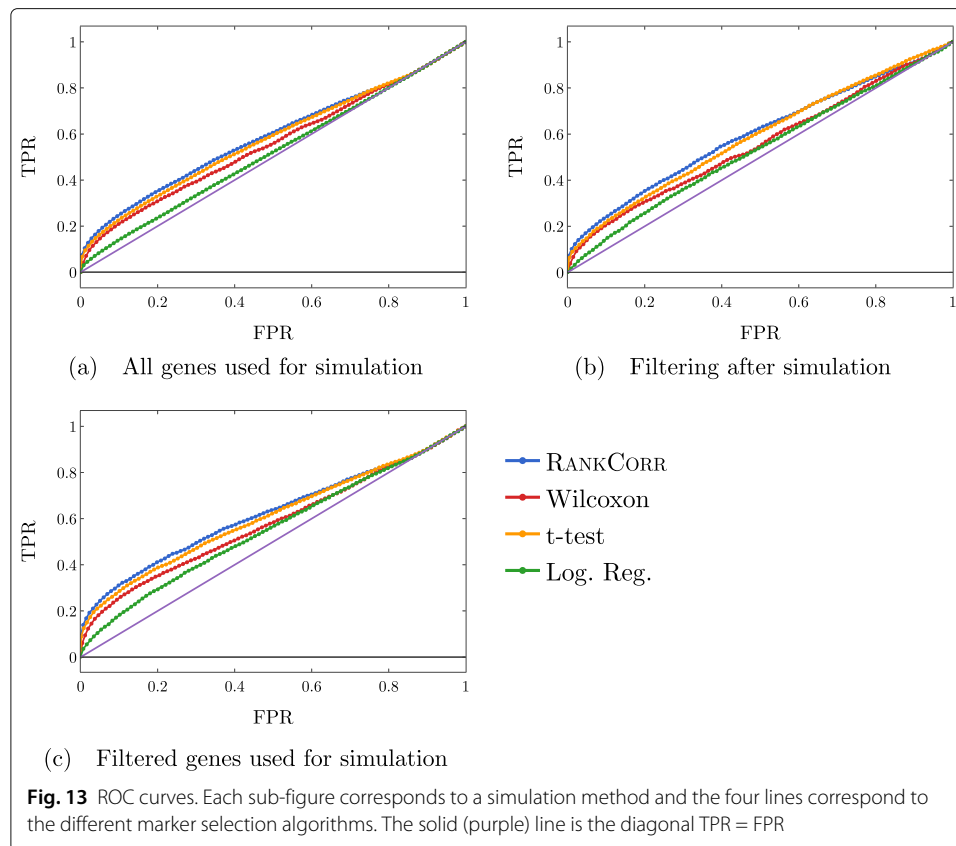 1
0.8
0.6
0.4
0.2
0
TPR
0
0.2
0.4
0.6
0.8
1
FPR
(a) All genes used for simulation
1
0.8
0.6
0.4
0.2
0
TPR
0
0.2
0.4
0.6
0.8
1
FPR
(b) Filtering after simulation
1
0.8
0.6
0.4
0.2
0
TPR
0
0.2
0.4
0.6
0.8
1
FPR
(c) Filtered genes used for simulation
RANKCORR
Wilcoxon
t-test
Log. Reg.
Fig. 13 ROC curves. Each sub-figure corresponds to a simulation method and the four lines correspond to
the different marker selection algorithms. The solid (purple) line is the diagonal TPR = FPR